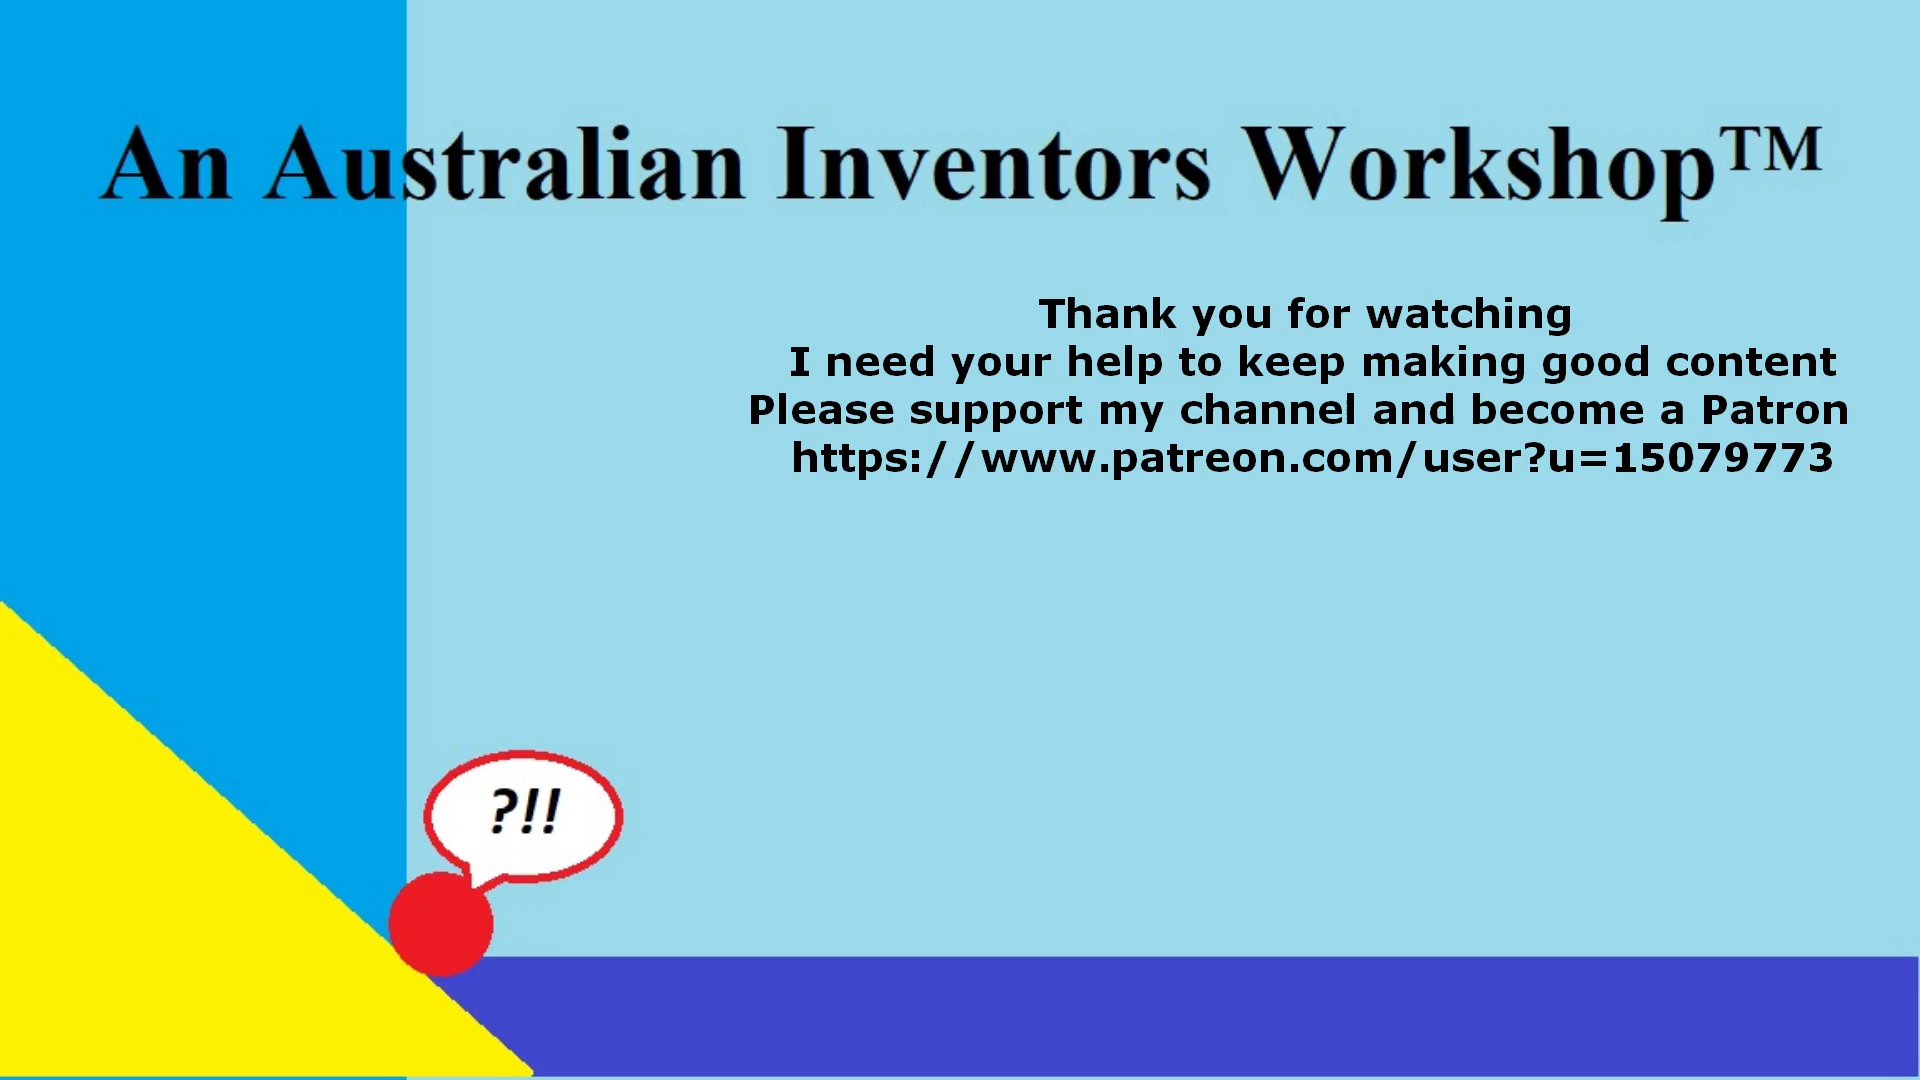 An Australian Inventors Workshop™
Thank you for watching
I need your help to keep making good content
Please support my channel and become a Patron
https://www.patreon.com/user?u=15079773
?!!